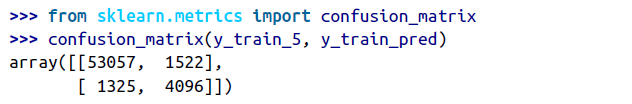 >>> from sklearn.metrics import confusion_matrix
>>> confusion_matrix(y_train_5, y_train_pred)
array([[53057,  1522],
       [ 1325,  4096]])